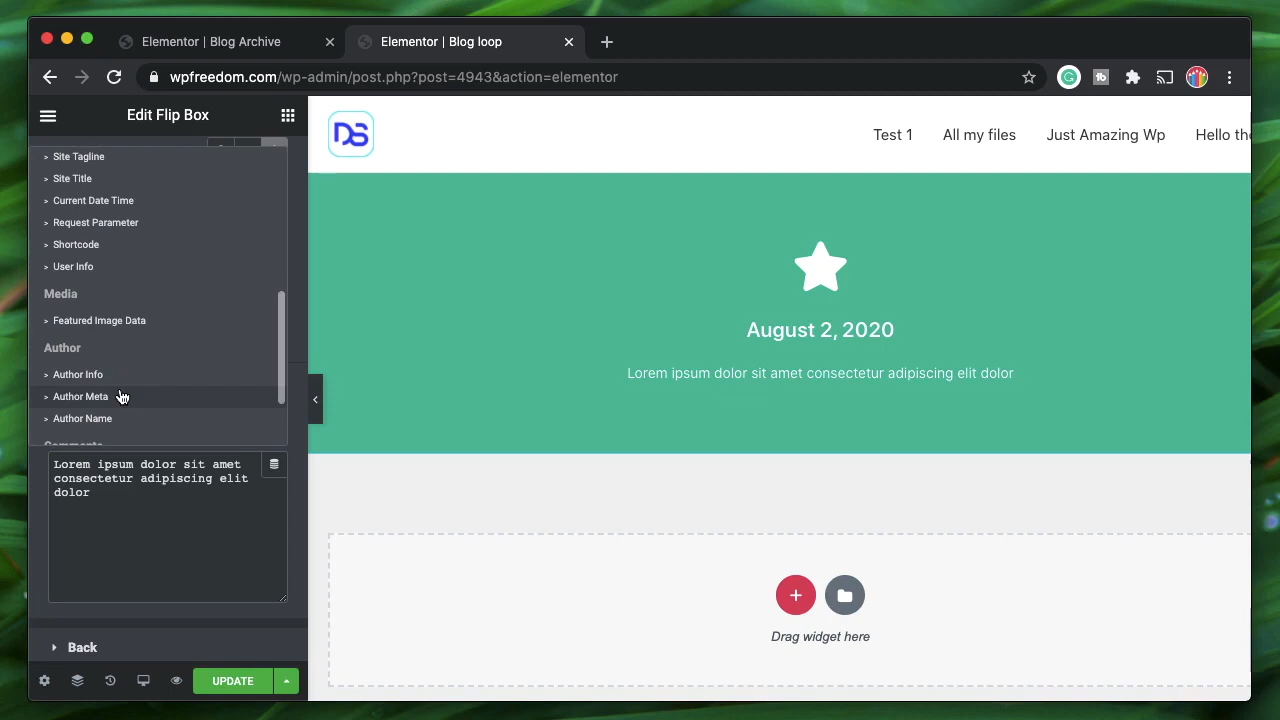 Elementor | Blog Archive
Elementor | Blog loop
wpfreedom.com/wp-admin/post.php?post=4943&action=elementor
Edit Flip Box
> Site Tagline
> Site Title
> Current Date Time
> Request Parameter
> Shortcode
> User Info
Media
> Featured Image Data
Author
> Author Info
> Author Meta
> Author Name
Comments
Lorem ipsum dolor sit amet
consectetur adipiscing elit
dolor
Back
UPDATE
DS
Test 1
All my files
Just Amazing Wp
Hello the
August 2, 2020
Lorem ipsum dolor sit amet consectetur adipiscing elit dolor
Drag widget here